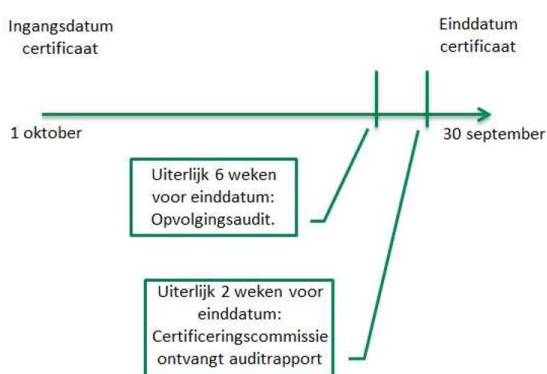 Ingangsdatum
certificaat
Einddatum
certificaat
1 oktober
30 september
Uiterlijk 6 weken
voor einddatum:
Opvolgingsaudit.
Uiterlijk 2 weken voor
einddatum:
Certificeringscommissie
ontvangt auditrapport